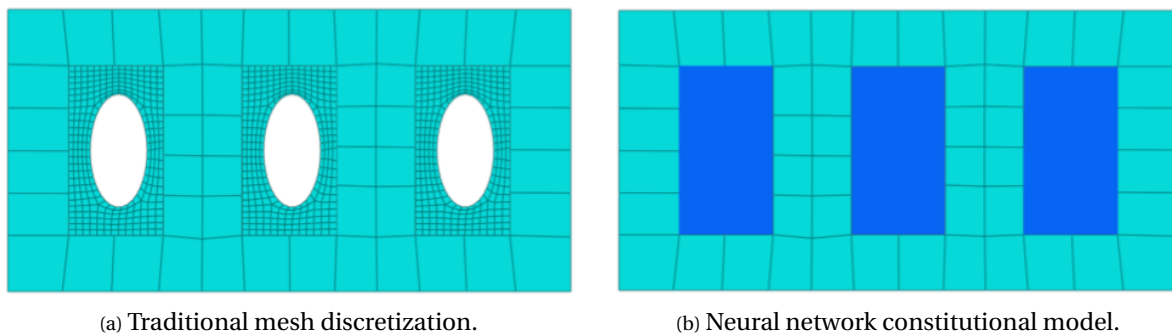 (a) Traditional mesh discretization.
(b) Neural network constitutional model.